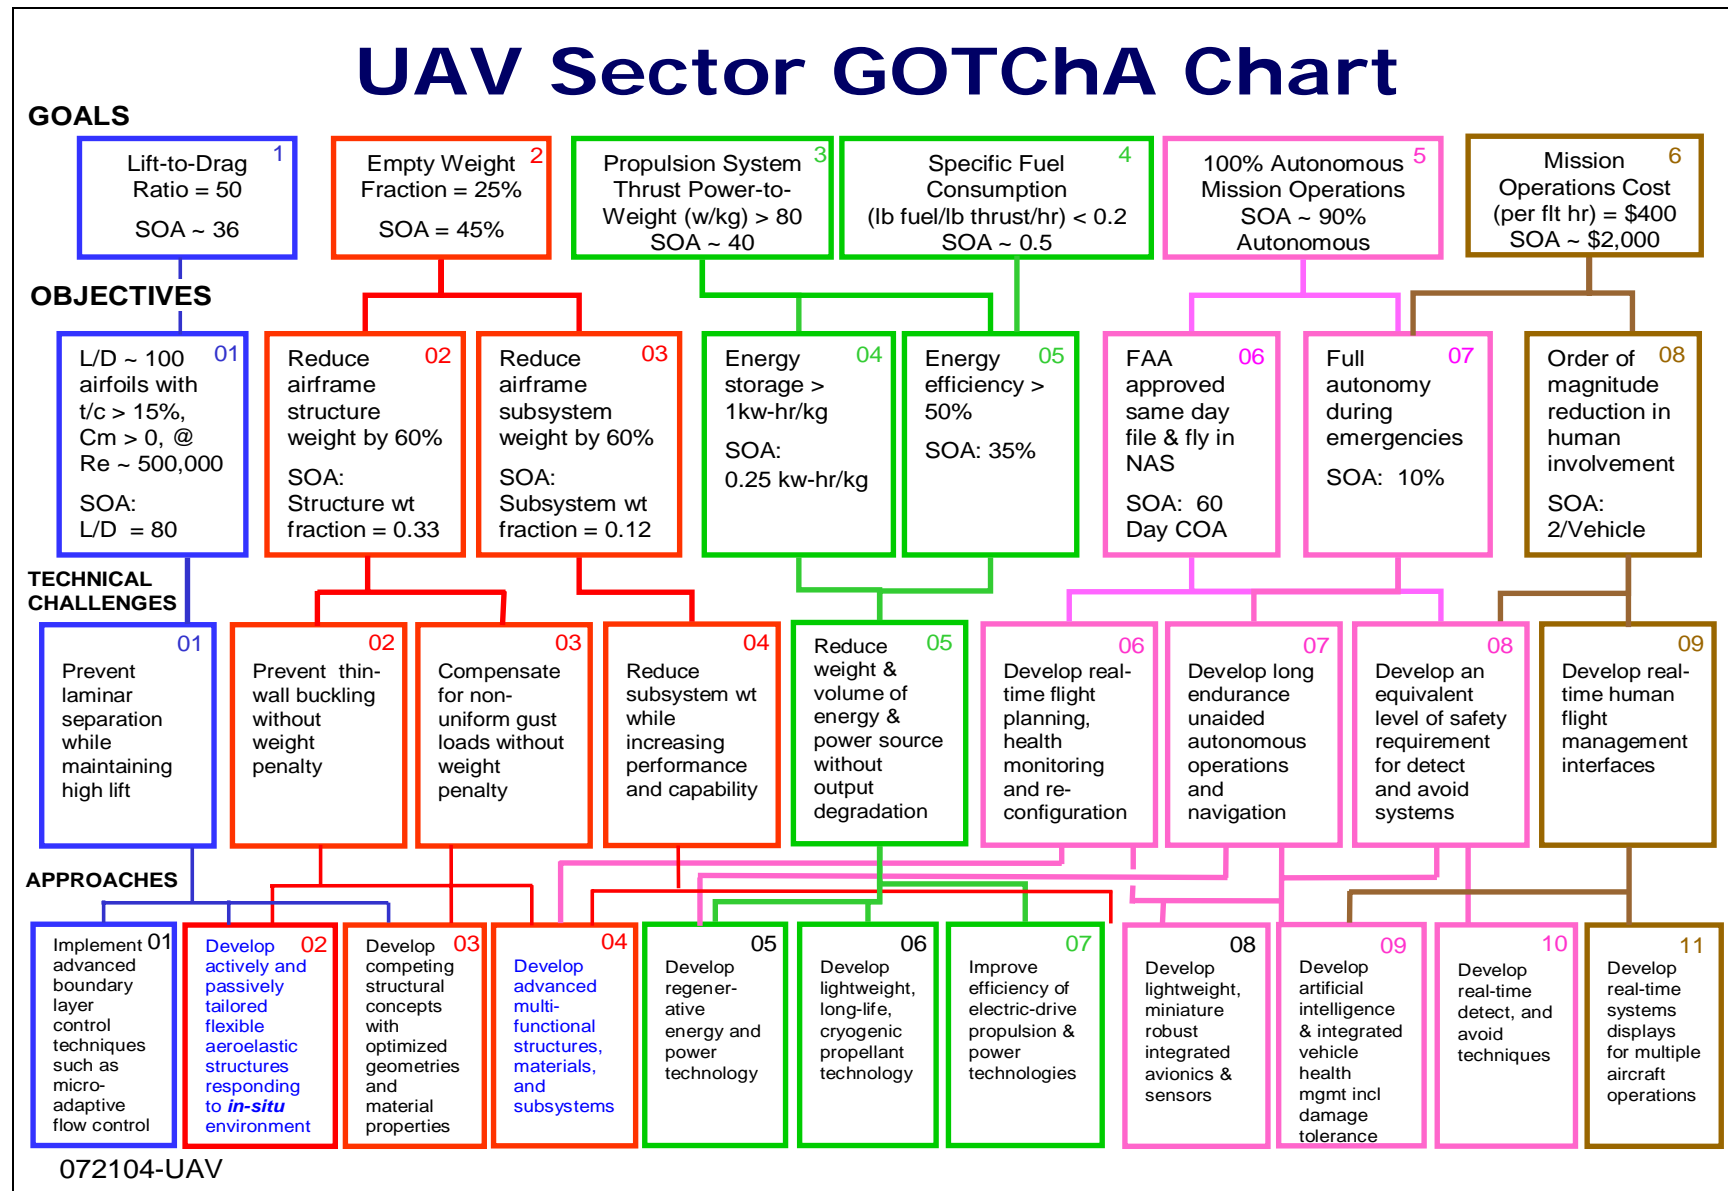 UAV Sector GOTChA Chart
GOALS
1
Lift-to-Drag
Ratio = 50
SOA ~ 36
2
Empty Weight
Fraction = 25%
SOA = 45%
3
Propulsion System
Thrust Power-to-
Weight (w/kg) > 80
SOA ~ 40
4
Specific Fuel
Consumption
(lb fuel/lb thrust/hr) < 0.2
SOA ~ 0.5
5
100% Autonomous
Mission Operations
SOA ~ 90%
Autonomous
6
Mission
Operations Cost
(per flt hr) = $400
SOA ~ $2,000
OBJECTIVES
01
L/D ~ 100
airfoils with
t/c > 15%,
Cm > 0, @
Re ~ 500,000
SOA:
L/D = 80
02
Reduce
airframe
structure
weight by 60%
SOA:
Structure wt
fraction = 0.33
03
Reduce
airframe
subsystem
weight by 60%
SOA:
Subsystem wt
fraction = 0.12
04
Energy
storage >
1kw-hr/kg
SOA:
0.25 kw-hr/kg
05
Energy
efficiency >
50%
SOA: 35%
06
FAA
approved
same day
file & fly in
NAS
SOA: 60
Day COA
07
Full
autonomy
during
emergencies
SOA: 10%
08
Order of
magnitude
reduction in
human
involvement
SOA:
2/Vehicle
TECHNICAL
CHALLENGES
01
Prevent
laminar
separation
while
maintaining
high lift
02
Prevent thin-
wall buckling
without
weight
penalty
03
Compensate
for non-
uniform gust
loads without
weight
penalty
04
Reduce
subsystem wt
while
increasing
performance
and capability
05
Reduce
weight &
volume of
energy &
power source
without
output
degradation
06
Develop real-
time flight
planning,
health
monitoring
and re-
configuration
07
Develop long
endurance
unaided
autonomous
operations
and
navigation
08
Develop an
equivalent
level of safety
requirement
for detect
and avoid
systems
09
Develop real-
time human
flight
management
interfaces
APPROACHES
01
Implement
advanced
boundary
layer
control
techniques
such as
micro-
adaptive
flow control
02
Develop
actively and
passively
tailored
flexible
aeroelastic
structures
responding
to in-situ
environment
03
Develop
competing
structural
concepts
with
optimized
geometries
and
material
properties
04
Develop
advanced
multi-
functional
structures,
materials,
and
subsystems
05
Develop
regener-
ative
energy and
power
technology
06
Develop
lightweight,
long-life,
cryogenic
propellant
technology
07
Improve
efficiency of
electric-drive
propulsion &
power
technologies
08
Develop
lightweight,
miniature
robust
integrated
avionics &
sensors
09
Develop
artificial
intelligence
& integrated
vehicle
health
mgmt incl
damage
tolerance
10
Develop
real-time
detect, and
avoid
techniques
11
Develop
real-time
systems
displays
for multiple
aircraft
operations
072104-UAV